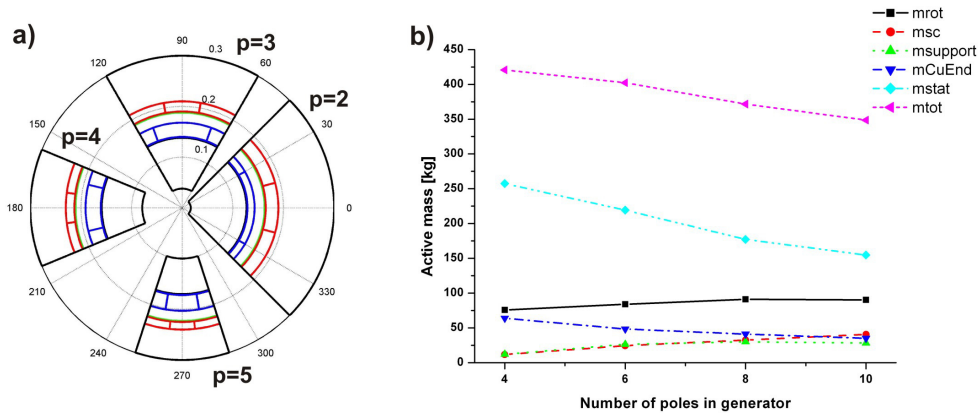 a)
90
0.3
p=3
120
60
0.2
p=2
150
30
p=4
0.1
180
0
210
330
240
300
270
p=5
b)
mrot
msc
msupport
mCuEnd
mstat
mtot
Active mass [kg]
450
400
350
300
250
200
150
100
50
0
4
6
8
10
Number of poles in generator